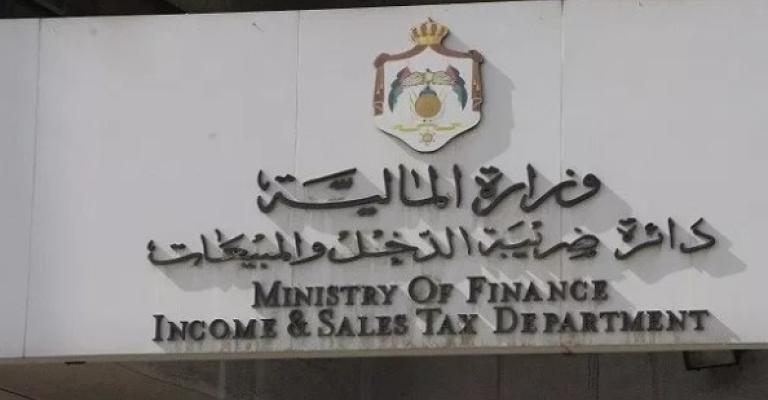 وزارة المالية
دائرة ضريبة الدخل والمبيعات
MINISTRY OF FINANCE
INCOME & SALES TAX DEPARTMENT